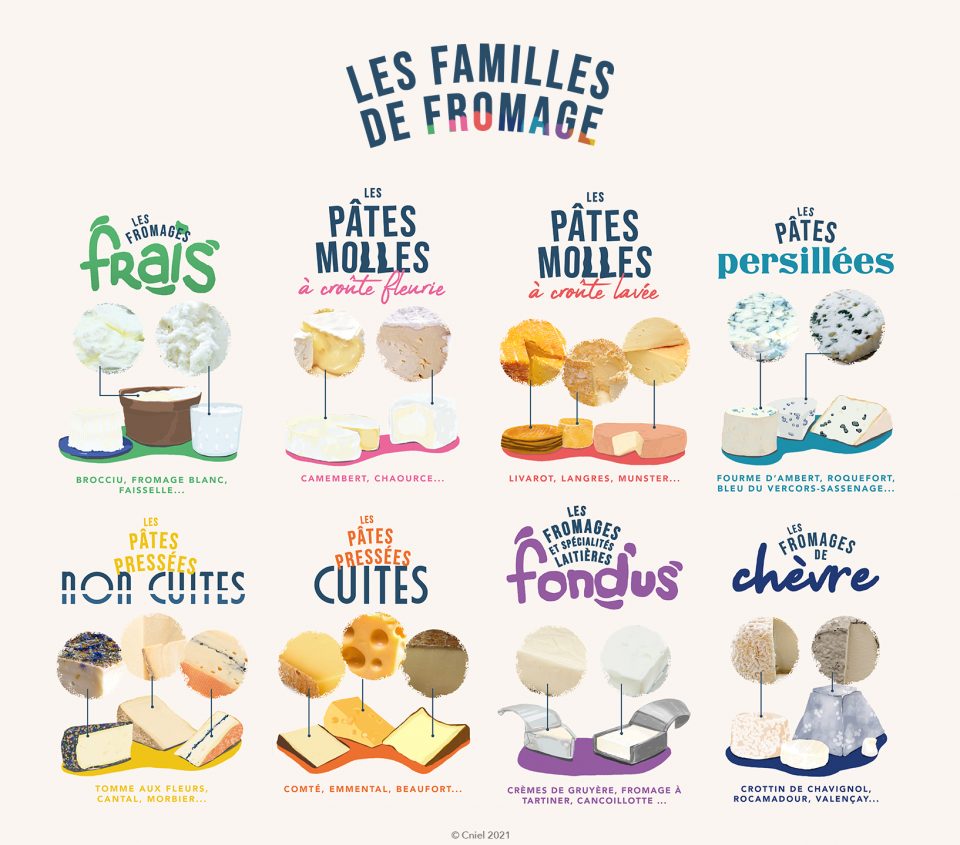 LES FAMILLES
DE FROMAGE
LES
FROMAGES
frais
LES
PÂTES
MOLLES
à croûte fleurie
LES
PÂTES
MOLLES
à croûte lavée
LES
PÂTES
persillées
BROCCIU, FROMAGE BLANC,
FAISSELLE...
CAMEMBERT, CHAOURCE...
LIVAROT, LANGRES, MUNSTER...
FOURME D'AMBERT, ROQUEFORT,
BLEU DU VERCORS-SASSENAGE...
LES
PÂTES
PRESSÉES
NON CUITES
LES
PÂTES
PRESSÉES
CUITES
LES
FROMAGES
ET SPÉCIALITÉS
LAITIÈRES
fondus
LES
FROMAGES
DE
chèvre
TOMME AUX FLEURS,
CANTAL, MORBIER...
COMTÉ, EMMENTAL, BEAUFORT...
CRÈMES DE GRUYÈRE, FROMAGE À
TARTINER, CANCOILLOTTE ...
CROTTIN DE CHAVIGNOL,
ROCAMADOUR, VALENÇAY...
© Cniel 2021